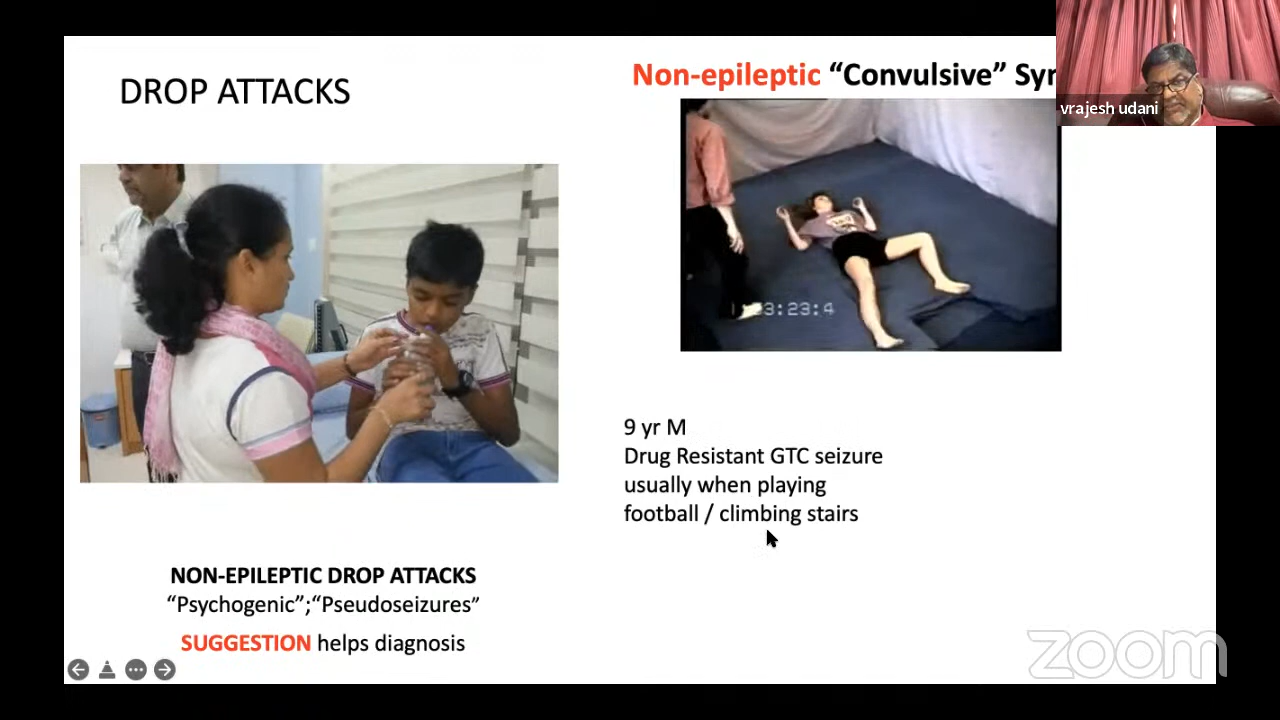 DROP ATTACKS
Non-epileptic “Convulsive”
vrajesh udani
3:23:4
9 yr M
Drug Resistant GTC seizure
usually when playing
football / climbing stairs
NON-EPILEPTIC DROP ATTACKS
“Psychogenic”;“Pseudoseizures”
SUGGESTION helps diagnosis
zoom